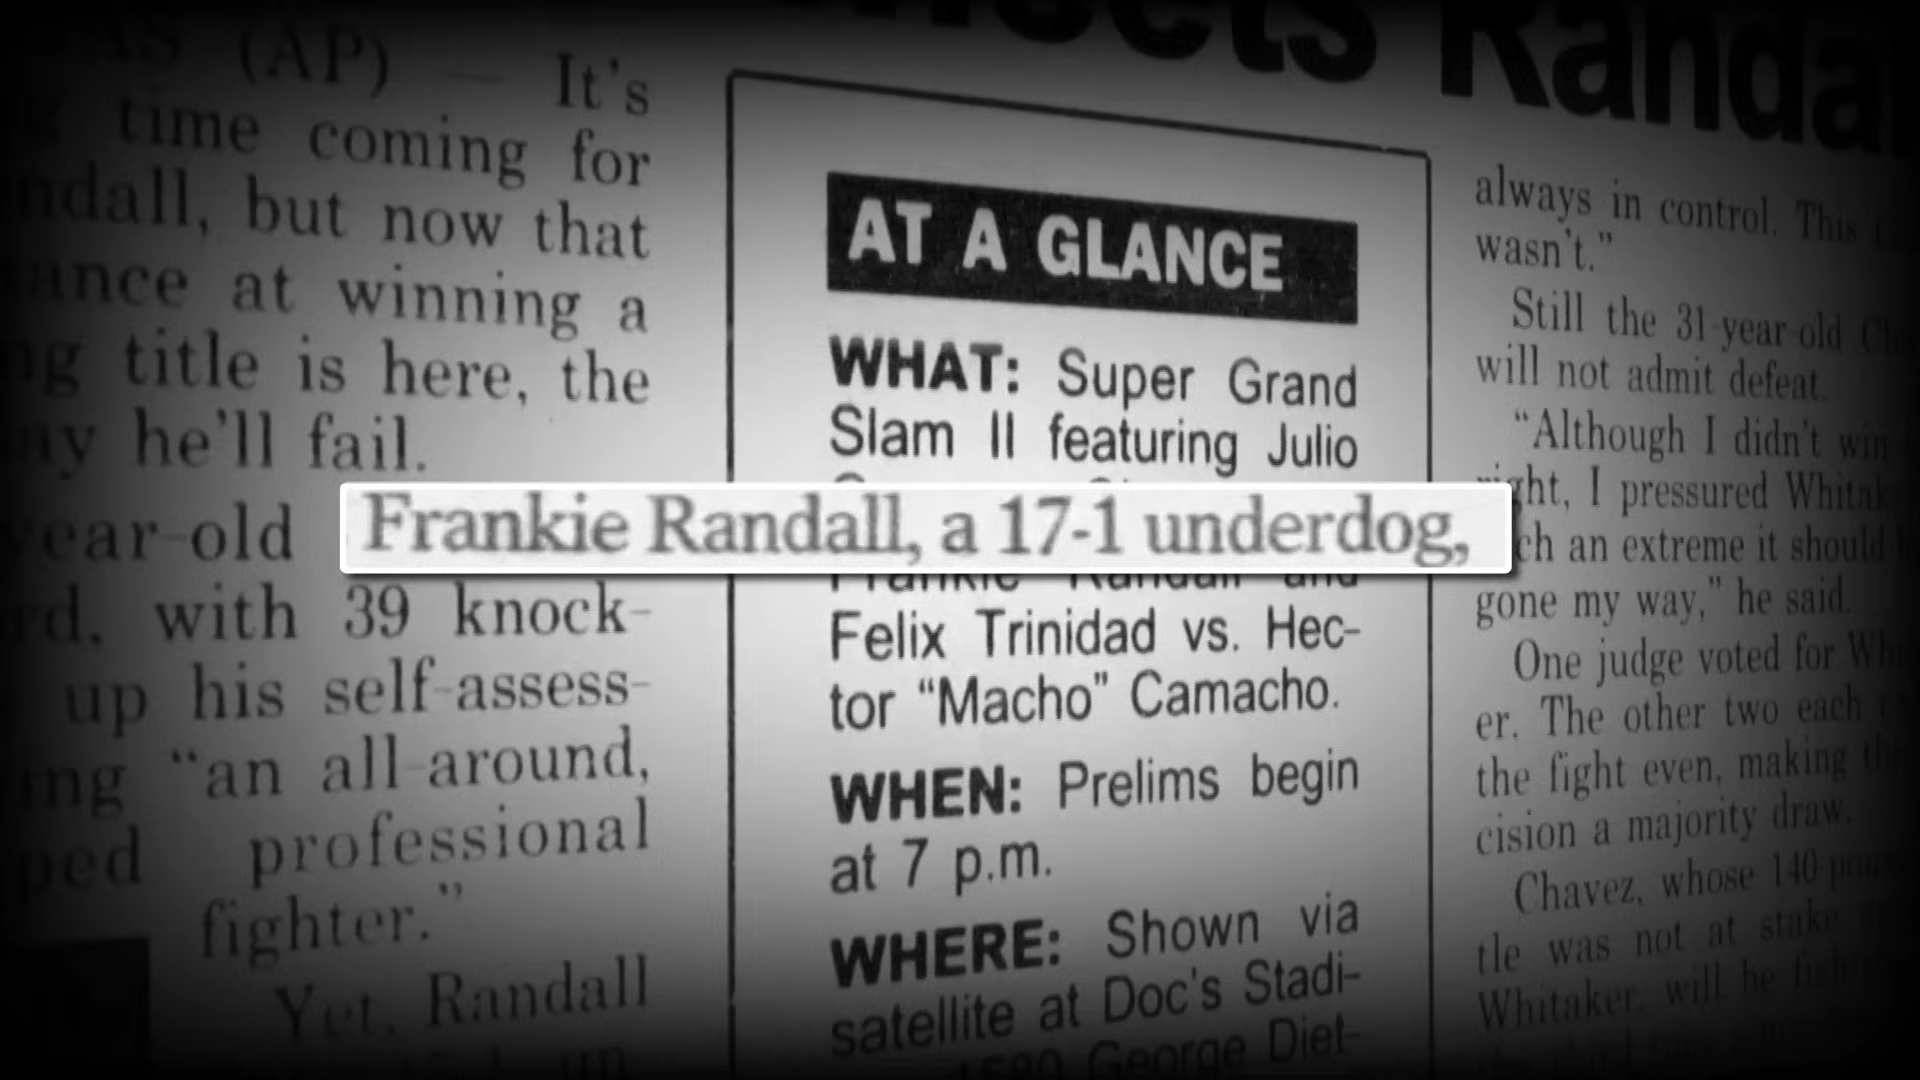 Randal
(AP) — It's
time coming for
but now that
at winning a
title is here, the
he'll fail.
year-old
with 39 knock-
up his self-assess-
"an all-around,
professional
fighter."
Yet, Randall
AT A GLANCE
WHAT: Super Grand
Slam II featuring Julio
Frankie Randall, a 17-1 underdog,
Frankie Randall and
Felix Trinidad vs. Hec-
tor "Macho" Camacho.
WHEN: Prelims begin
at 7 p.m.
WHERE: Shown via
satellite at Doc's Stadi-
George Diet-
always in control. This
wasn't."
Still the 31-year-old
will not admit defeat.
"Although I didn't win
right, I pressured
an extreme it should
gone my way," he said.
One judge voted for
er. The other two each
the fight even, making
cision a majority draw.
Chavez, whose 140
tle was not at stake
Whitaker, will be